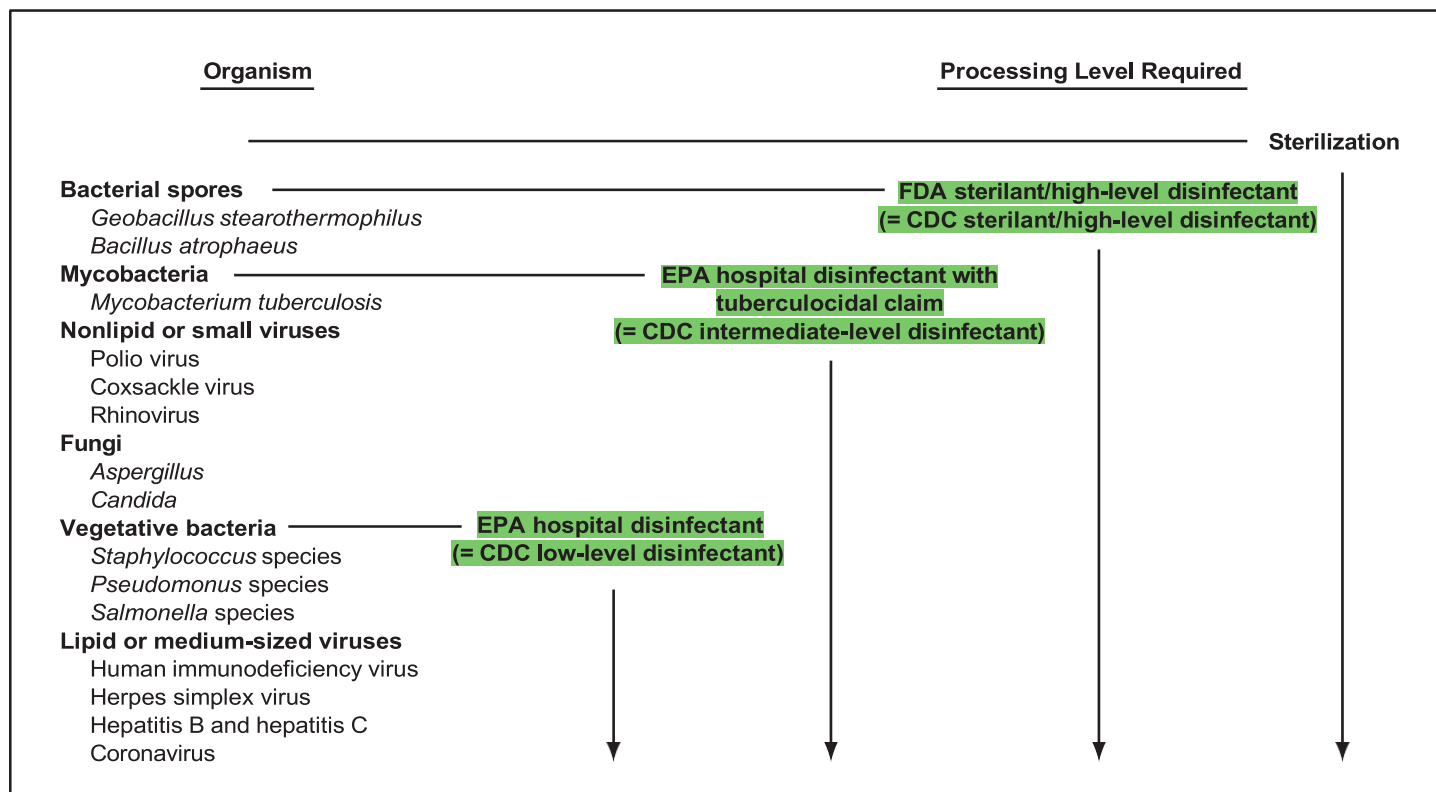 Organism Processing Level Required
Sterilization
Bacterial spores FDA sterilant/high-level disinfectant
Geobacillus stearothermophilus (= CDC sterilant/high-level disinfectant)
Bacillus atrophaeus
Mycobacteria EPA hospital disinfectant with
Mycobacterium tuberculosis tuberculocidal claim
Nonlipid or small viruses (= CDC intermediate-level disinfectant)
Polio virus
Coxsackle virus
Rhinovirus
Fungi
Aspergillus
Candida
Vegetative bacteria EPA hospital disinfectant
Staphylococcus species (= CDC low-level disinfectant)
Pseudomonus species
Salmonella species
Lipid or medium-sized viruses
Human immunodeficiency virus
Herpes simplex virus
Hepatitis B and hepatitis C
Coronavirus